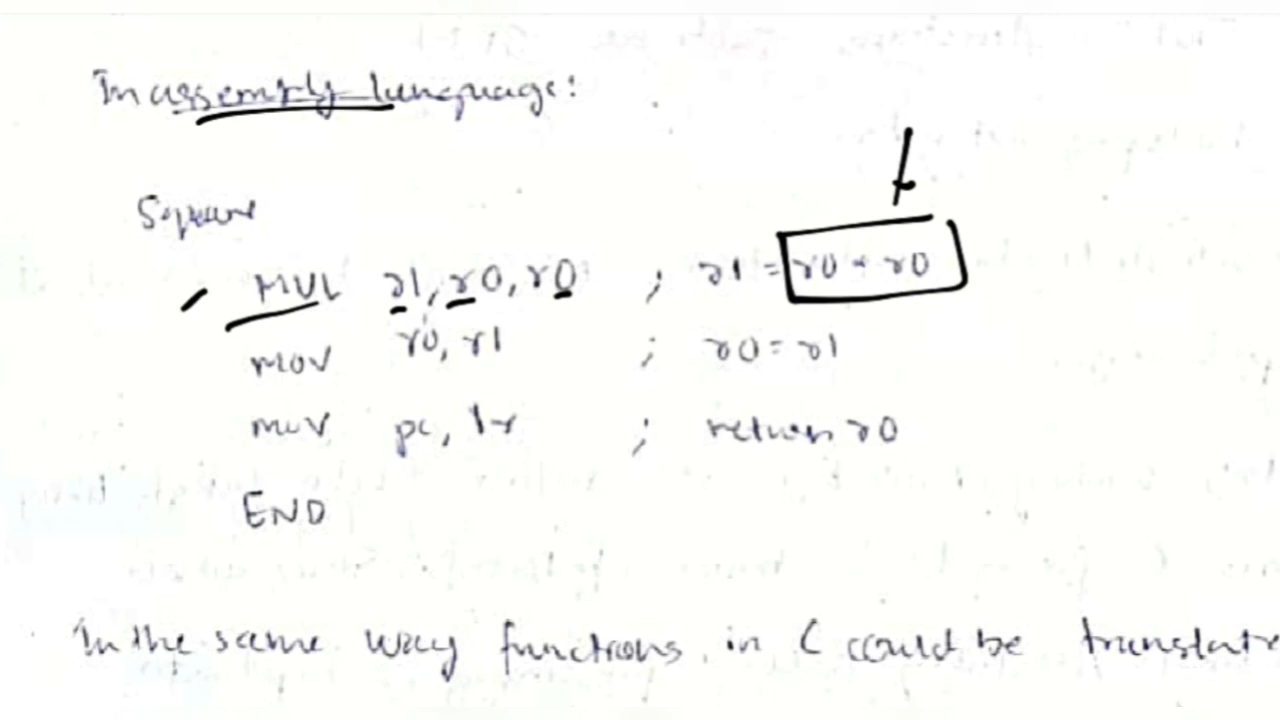 In assembly language:
Square
MUL r1, r0, r0 ; r1 = r0 * r0
MOV r0, r1 ; r0 = r1
MOV pc, lr ; return r0
END
In the same way functions in C could be translate